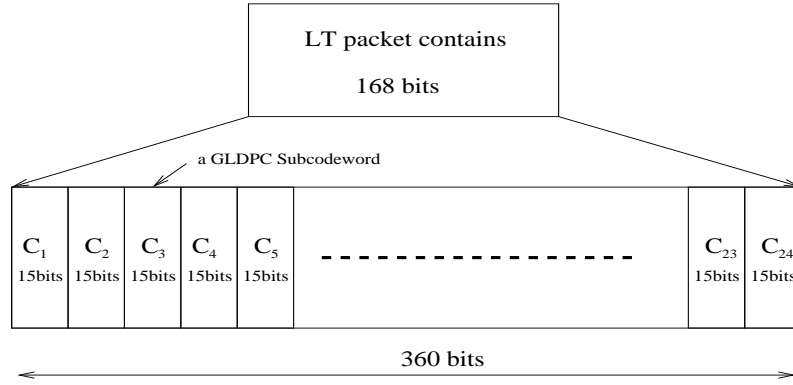 LT packet contains
168 bits
a GLDPC Subcodeword
C1 C2 C3 C4 C5 C23 C24
15bits 15bits 15bits 15bits 15bits 15bits 15bits
360 bits